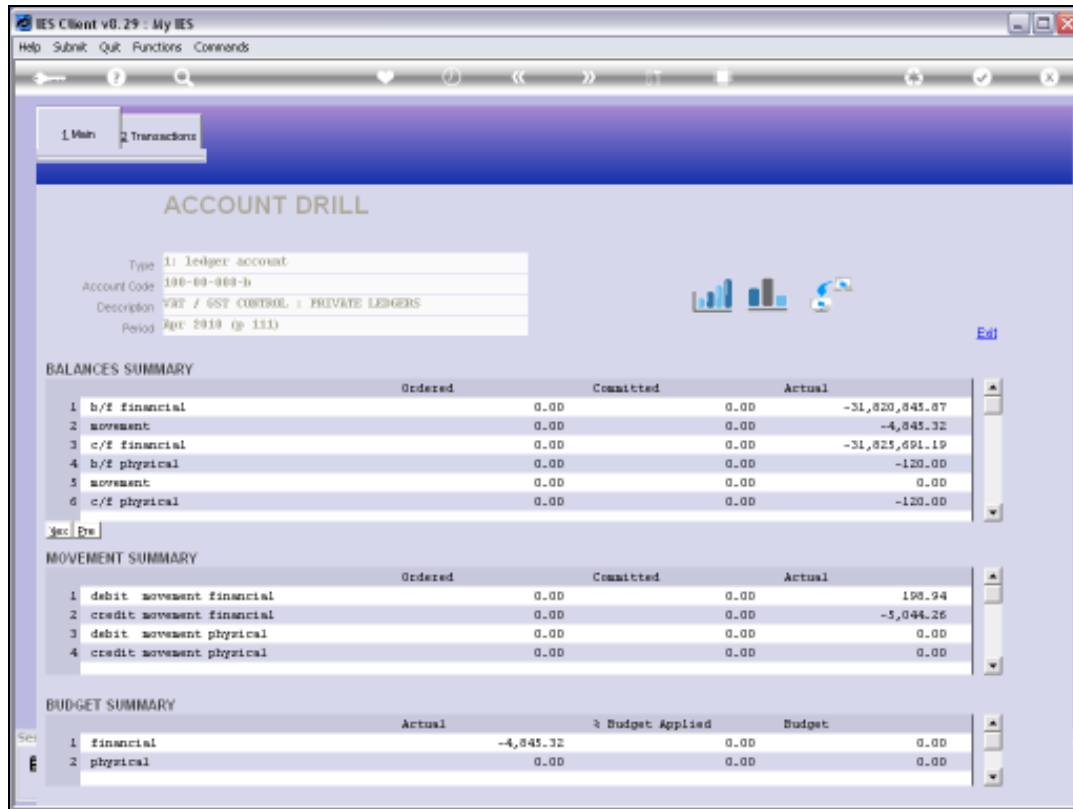 IES Client v8.29 : My IES
Help Submit Quit Functions Commands
1 Main 2 Transactions
ACCOUNT DRILL
Type 1: ledger account
Account Code 100-00-000-b
Description VAT / GST CONTROL : PRIVATE LEDGERS
Period Apr 2010 (p 111)
Exit
BALANCES SUMMARY
Ordered Committed Actual
1 b/f financial 0.00 0.00 -31,820,845.87
2 movement 0.00 0.00 -4,845.32
3 c/f financial 0.00 0.00 -31,825,691.19
4 b/f physical 0.00 0.00 -120.00
5 movement 0.00 0.00 0.00
6 c/f physical 0.00 0.00 -120.00
Nex Pre
MOVEMENT SUMMARY
Ordered Committed Actual
1 debit movement financial 0.00 0.00 198.94
2 credit movement financial 0.00 0.00 -5,044.26
3 debit movement physical 0.00 0.00 0.00
4 credit movement physical 0.00 0.00 0.00
BUDGET SUMMARY
Actual % Budget Applied Budget
1 financial -4,845.32 0.00 0.00
2 physical 0.00 0.00 0.00